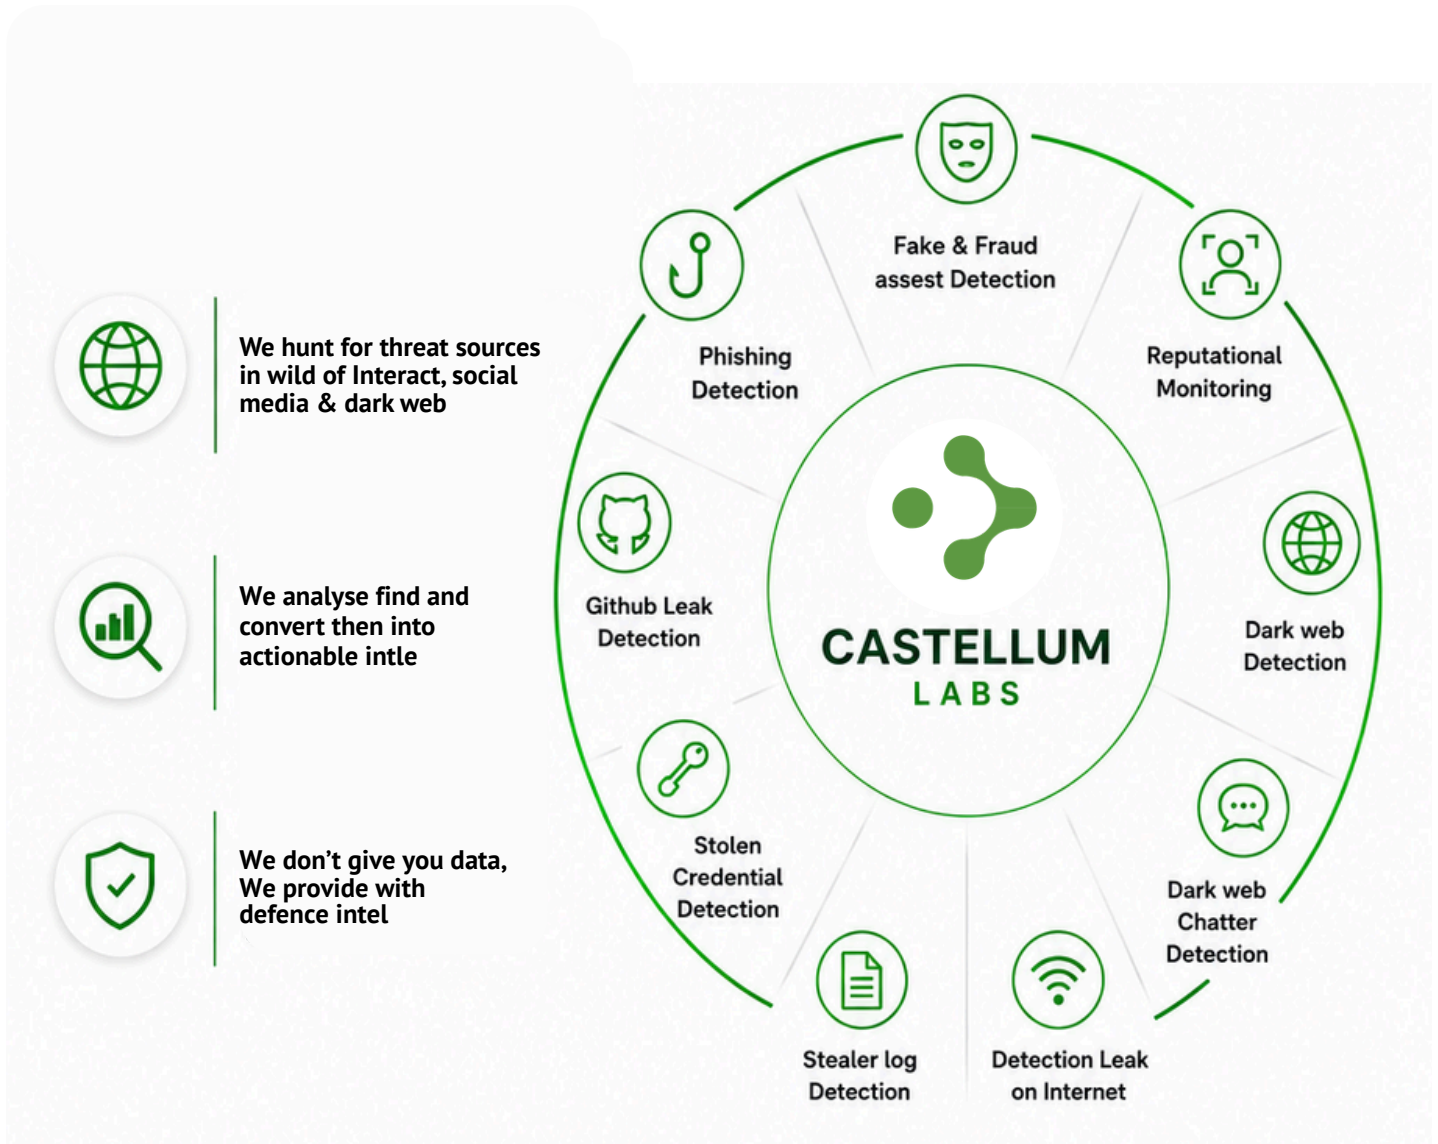 We hunt for threat sources
in wild of Interact, social
media & dark web
We analyse find and
convert then into
actionable intle
We don’t give you data,
We provide with
defence intel
Fake & Fraud
assest Detection
Phishing
Detection
Reputational
Monitoring
Github Leak
Detection
CASTELLUM
LABS
Dark web
Detection
Stolen
Credential
Detection
Dark web
Chatter
Detection
Stealer log
Detection
Detection Leak
on Internet